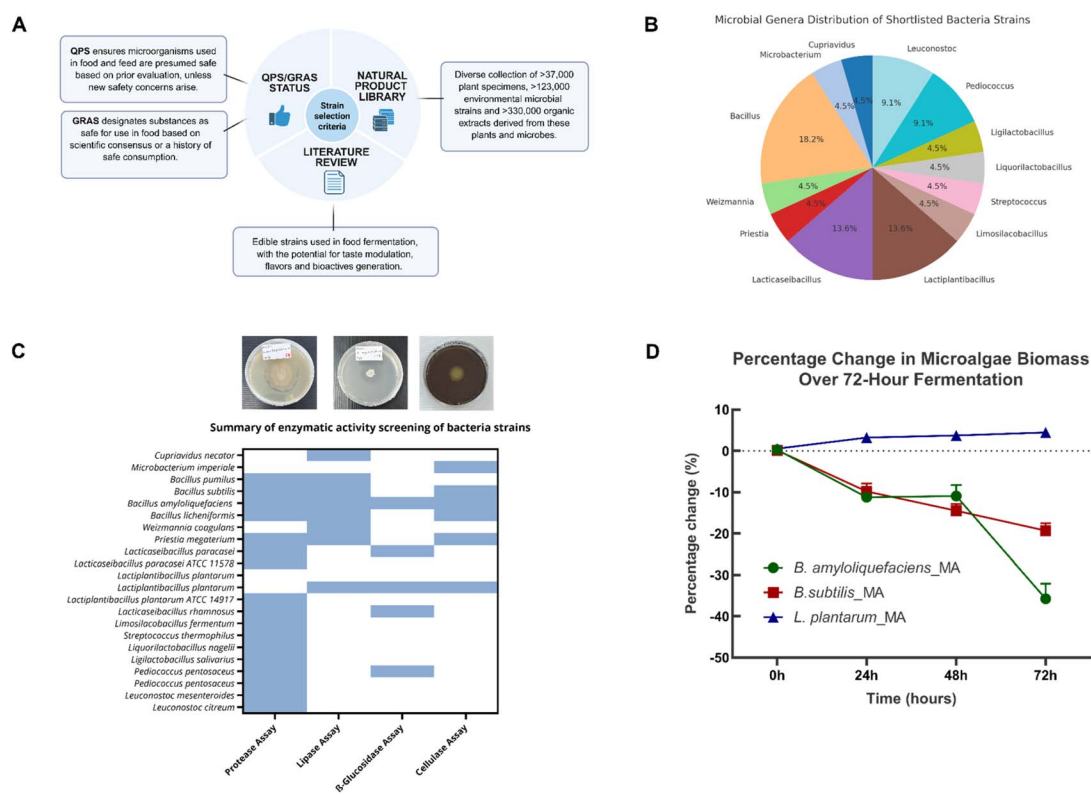 A
QPS ensures microorganisms used
in food and feed are presumed safe
based on prior evaluation, unless
new safety concerns arise.
GRAS designates substances as
safe for use in food based on
scientific consensus or a history of
safe consumption.
QPS/GRAS
STATUS
Strain
selection
criteria
NATURAL
PRODUCT
LIBRARY
LITERATURE
REVIEW
Diverse collection of >37,000
plant specimens, >123,000
environmental microbial
strains and >330,000 organic
extracts derived from these
plants and microbes.
Edible strains used in food fermentation,
with the potential for taste modulation,
flavors and bioactives generation.
B
Microbial Genera Distribution of Shortlisted Bacteria Strains
Cupriavidus
Leuconostoc
Microbacterium
Pediococcus
Bacillus
Ligilactobacillus
Liquorilactobacillus
Weizmannia
Streptococcus
Priestia
Limosilacobacillus
Lacticaseibacillus
Lactiplantibacillus
4.5%
4.5%
9.1%
9.1%
18.2%
4.5%
4.5%
4.5%
4.5%
4.5%
4.5%
13.6%
13.6%
C
Summary of enzymatic activity screening of bacteria strains
Cupriavidus necator
Microbacterium imperiale
Bacillus pumilus
Bacillus subtilis
Bacillus amyloliquefaciens
Bacillus licheniformis
Weizmannia coagulans
Priestia megaterium
Lacticaseibacillus paracasei
Lacticaseibacillus paracasei ATCC 11578
Lactiplantibacillus plantarum
Lactiplantibacillus plantarum
Lactiplantibacillus plantarum ATCC 14917
Lacticaseibacillus rhamnosus
Limosilacobacillus fermentum
Streptococcus thermophilus
Liquorilactobacillus nagelii
Ligilactobacillus salivarius
Pediococcus pentosaceus
Pediococcus pentosaceus
Leuconostoc mesenteroides
Leuconostoc citreum
Protease Assay
Lipase Assay
ß-Glucosidase Assay
Cellulase Assay
D
Percentage Change in Microalgae Biomass
Over 72-Hour Fermentation
Percentage change (%)
10
0
-10
-20
-30
-40
-50
B. amyloliquefaciens_MA
B.subtilis_MA
L. plantarum_MA
0h
24h
48h
72h
Time (hours)